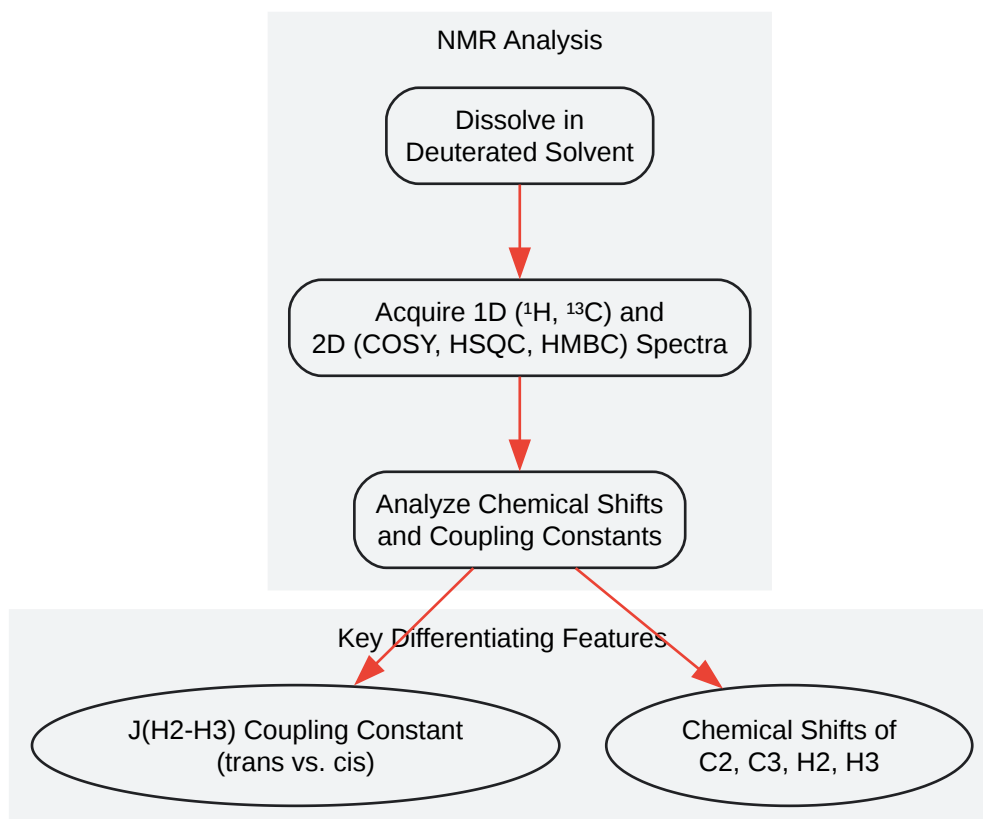 NMR Analysis
Dissolve in
Deuterated Solvent
Acquire 1D (¹H, ¹³C) and
2D (COSY, HSQC, HMBC) Spectra
Analyze Chemical Shifts
and Coupling Constants
Key Differentiating Features
J(H2-H3) Coupling Constant
(trans vs. cis)
Chemical Shifts of
C2, C3, H2, H3